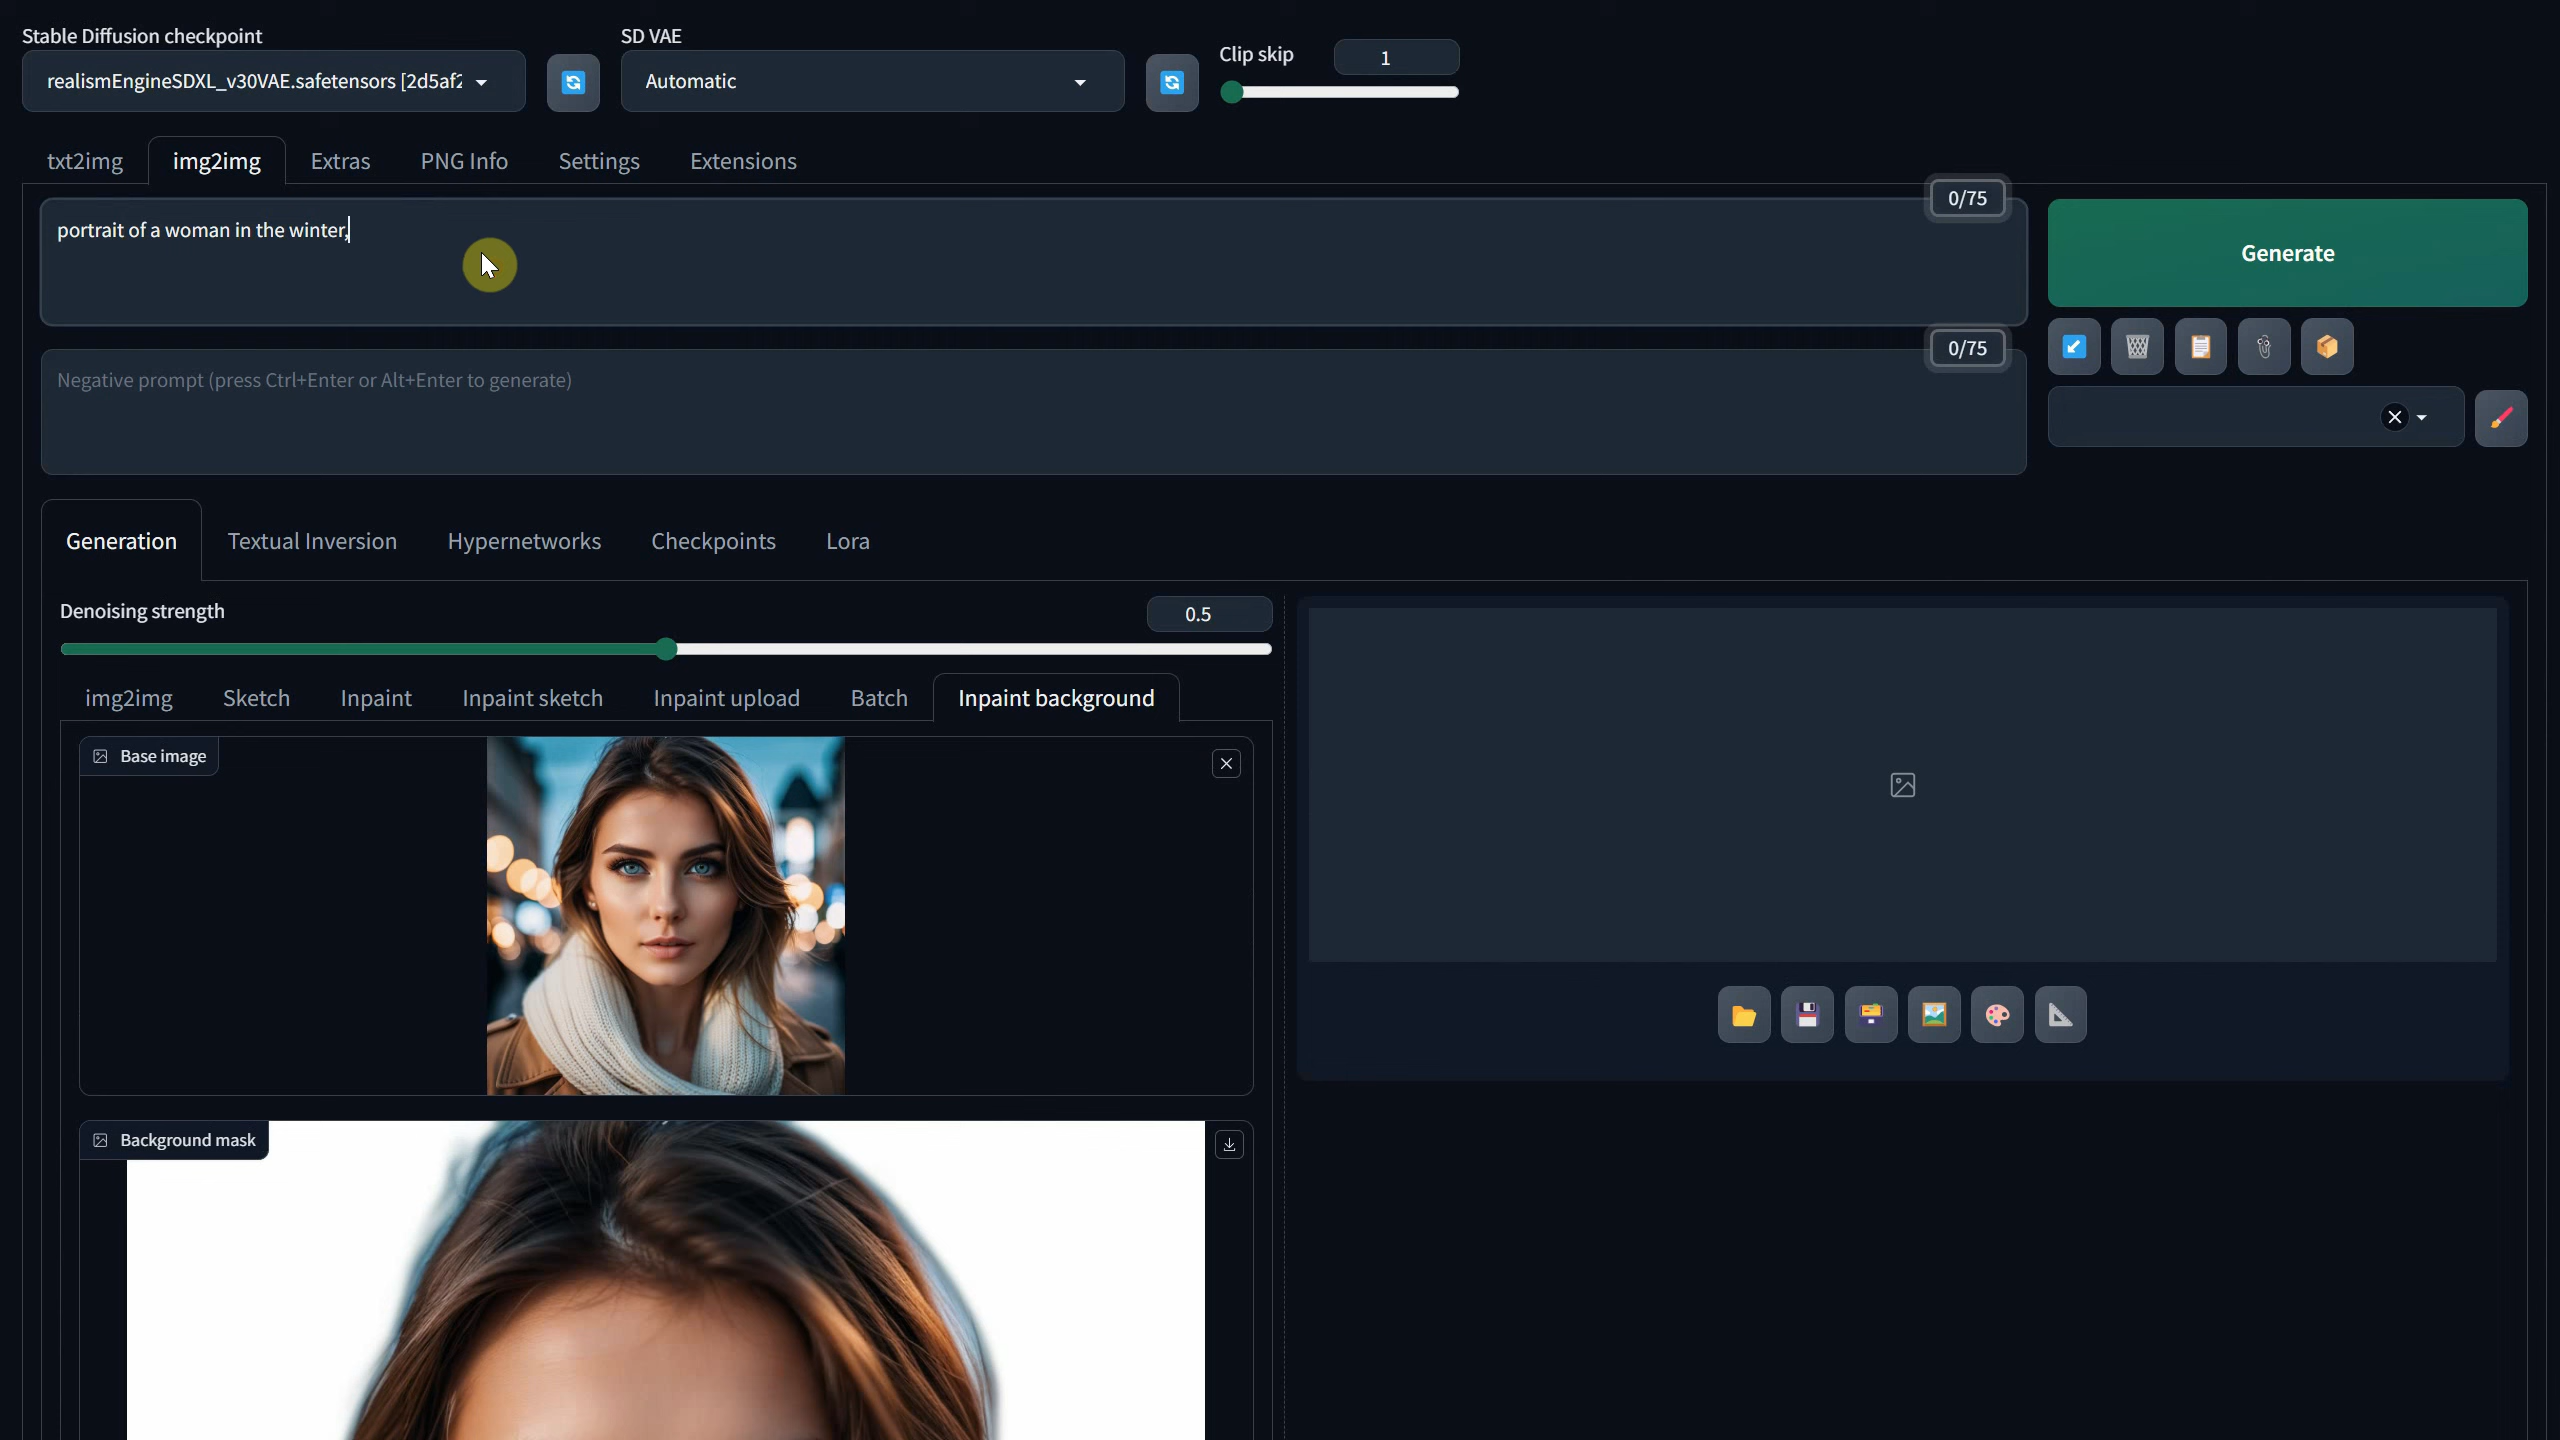 Stable Diffusion checkpoint
SD VAE
Clip skip
1
realismEngineSDXL_v30VAE.safetensors [2d5af2
Automatic
txt2img
img2img
Extras
PNG Info
Settings
Extensions
0/75
portrait of a woman in the winter,
Generate
0/75
Negative prompt (press Ctrl+Enter or Alt+Enter to generate)
Generation
Textual Inversion
Hypernetworks
Checkpoints
Lora
Denoising strength
0.5
img2img
Sketch
Inpaint
Inpaint sketch
Inpaint upload
Batch
Inpaint background
Base image
Background mask